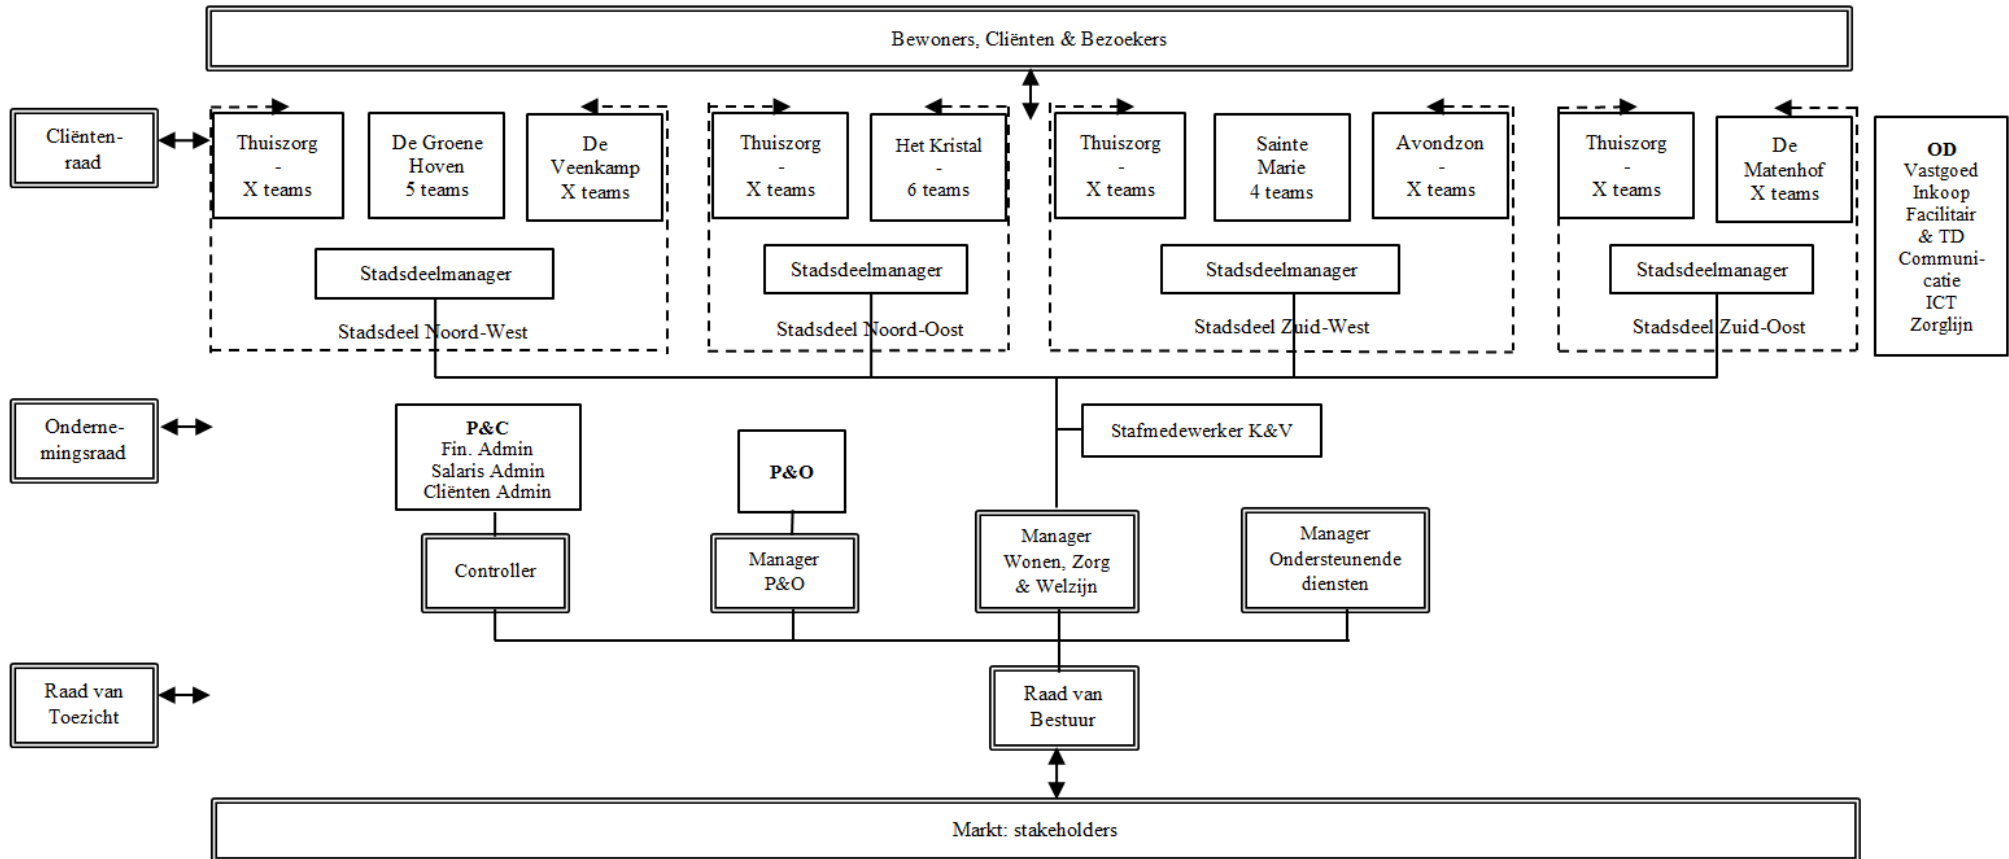 Bewoners, Cliënten & Bezoekers
Cliënten-
raad
Thuiszorg
-
X teams
De Groene
Hoven
5 teams
De
Veenkamp
X teams
Stadsdeelmanager
Stadsdeel Noord-West
Thuiszorg
-
X teams
Het Kristal
-
6 teams
Stadsdeelmanager
Stadsdeel Noord-Oost
Thuiszorg
-
X teams
Sainte
Marie
4 teams
Avondzon
-
X teams
Stadsdeelmanager
Stadsdeel Zuid-West
Thuiszorg
-
X teams
De
Matenhof
X teams
Stadsdeelmanager
Stadsdeel Zuid-Oost
OD
Vastgoed
Inkoop
Facilitair
& TD
Communi-
catie
ICT
Zorglijn
Onderne-
mingsraad
P&C
Fin. Admin
Salaris Admin
Cliënten Admin
P&O
Stafmedewerker K&V
Controller
Manager
P&O
Manager
Wonen, Zorg
& Welzijn
Manager
Ondersteunende
diensten
Raad van
Toezicht
Raad van
Bestuur
Markt: stakeholders